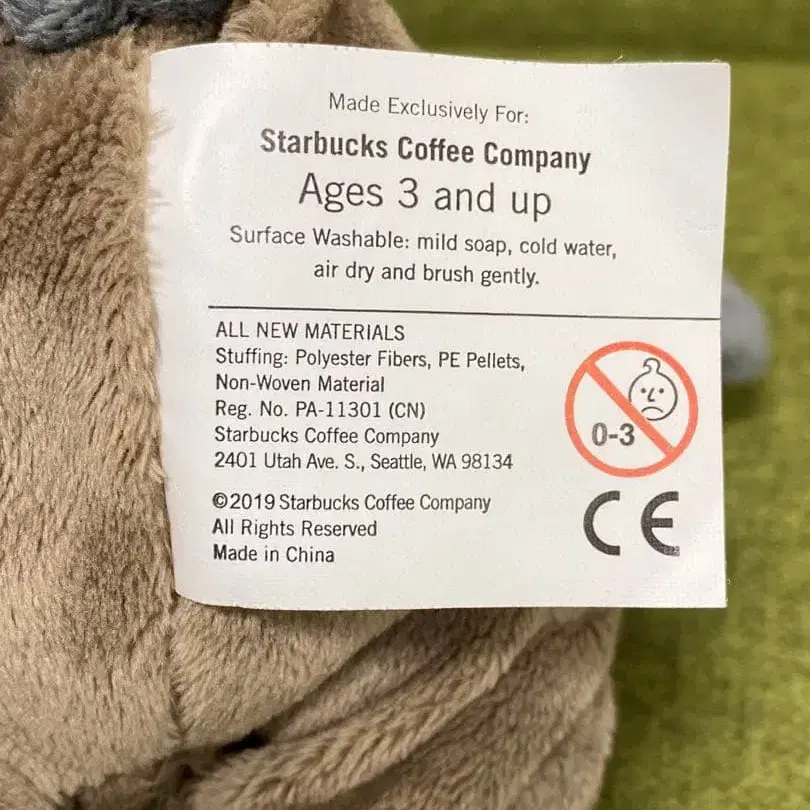 Made Exclusively For:
Starbucks Coffee Company
Ages 3 and up
Surface Washable: mild soap, cold water,
air dry and brush gently.
ALL NEW MATERIALS
Stuffing: Polyester Fibers, PE Pellets,
Non-Woven Material
Reg. No. PA-11301 (CN)
Starbucks Coffee Company
2401 Utah Ave. S., Seattle, WA 98134
0-3
©2019 Starbucks Coffee Company
All Rights Reserved
Made in China
CE